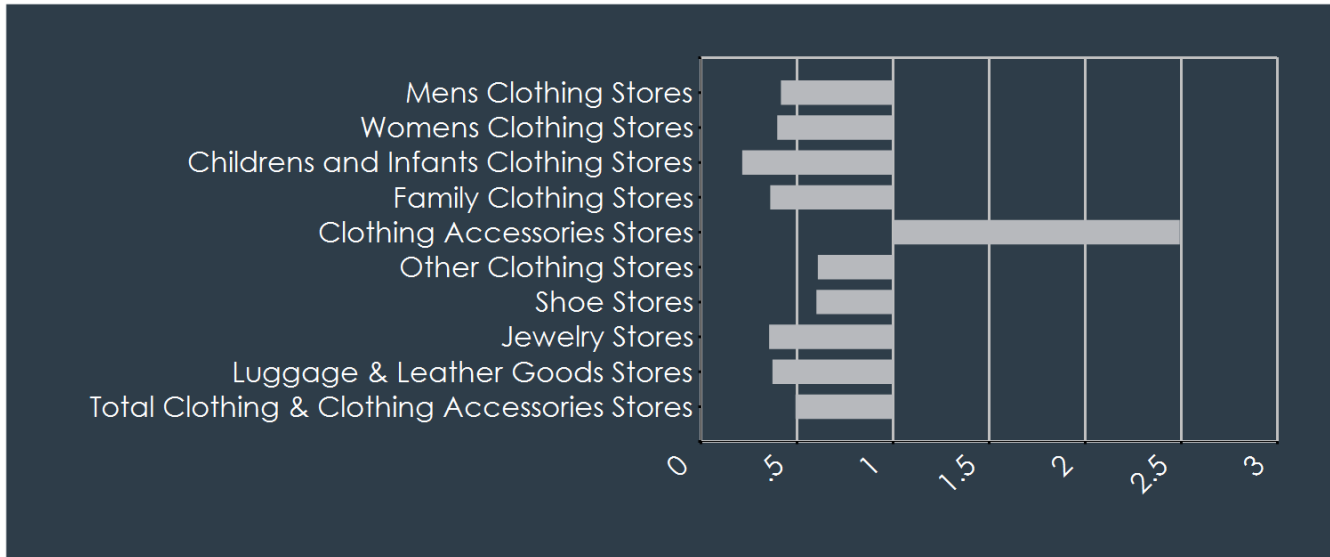 Mens Clothing Stores
Womens Clothing Stores
Childrens and Infants Clothing Stores
Family Clothing Stores
Clothing Accessories Stores
Other Clothing Stores
Shoe Stores
Jewelry Stores
Luggage & Leather Goods Stores
Total Clothing & Clothing Accessories Stores
0 .5 1 1.5 2 2.5 3